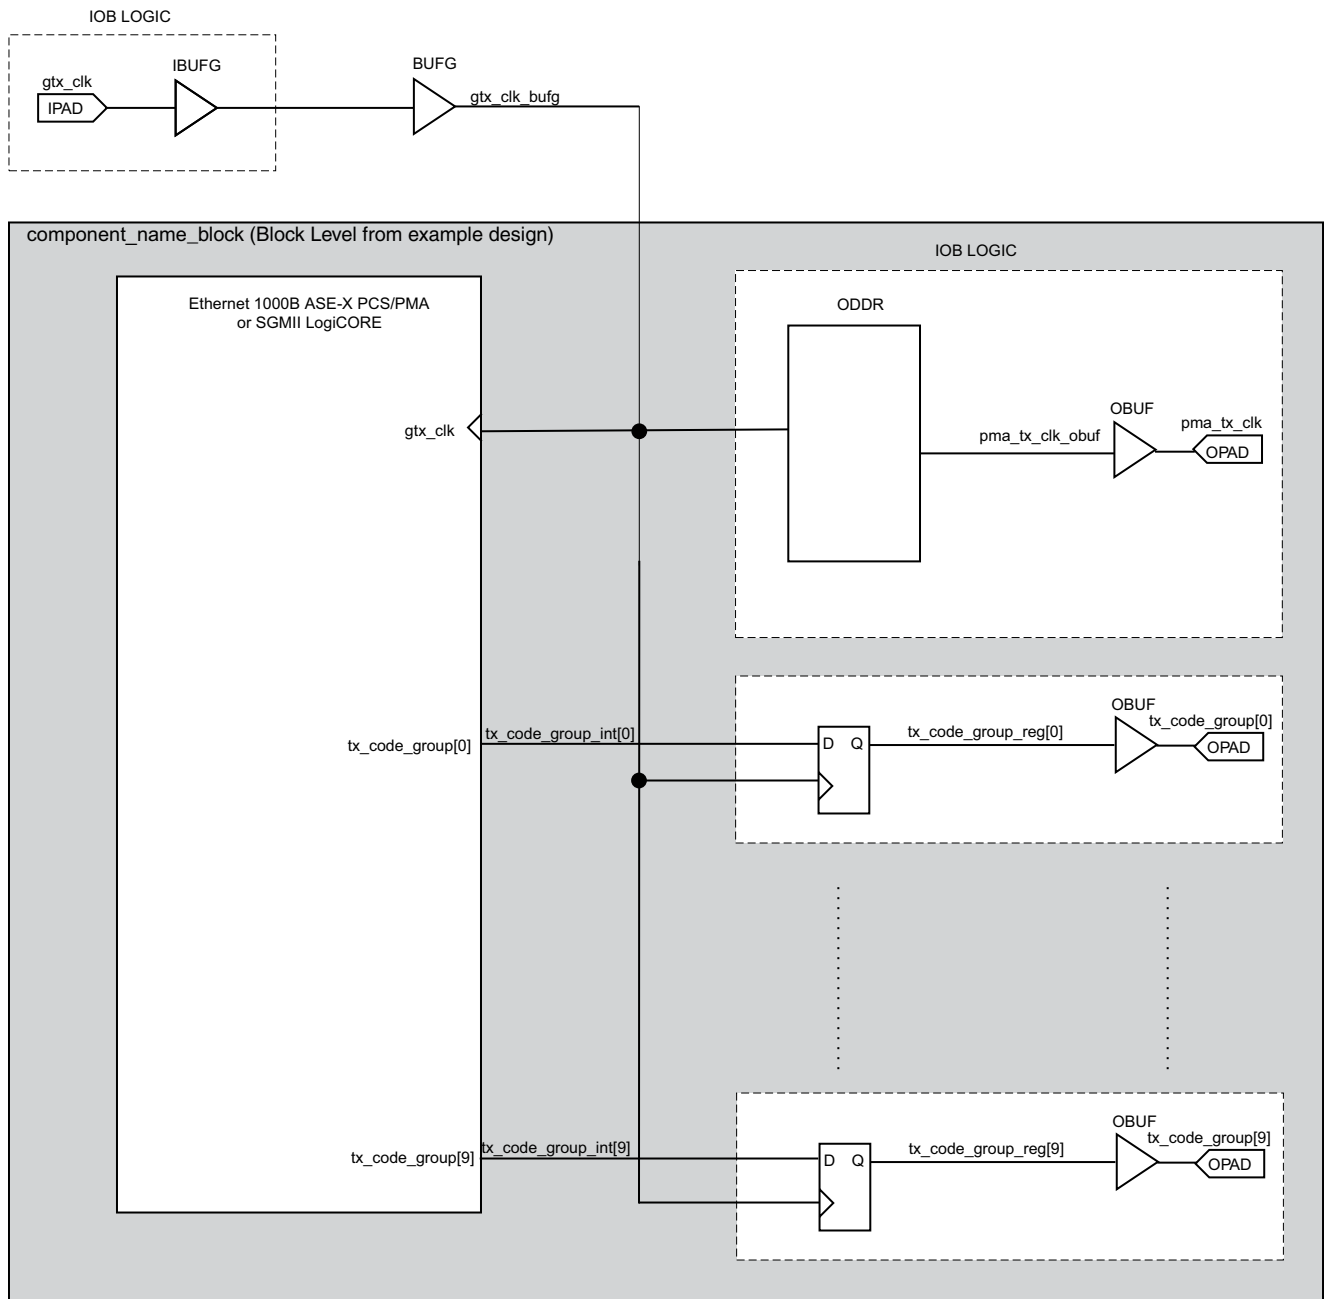 IOB LOGIC
IBUFG
BUFG
gtx_clk
IPAD
gtx_clk_bufg
component_name_block (Block Level from example design)
IOB LOGIC
Ethernet 1000B ASE-X PCS/PMA
or SGMII LogiCORE
ODDR
gtx_clk
OBUF
pma_tx_clk
pma_tx_clk_obuf
OPAD
OBUF
tx_code_group[0]
tx_code_group[0]
tx_code_group_int[0]
D Q
tx_code_group_reg[0]
OPAD
OBUF
tx_code_group[9]
tx_code_group[9]
tx_code_group_int[9]
D Q
tx_code_group_reg[9]
OPAD